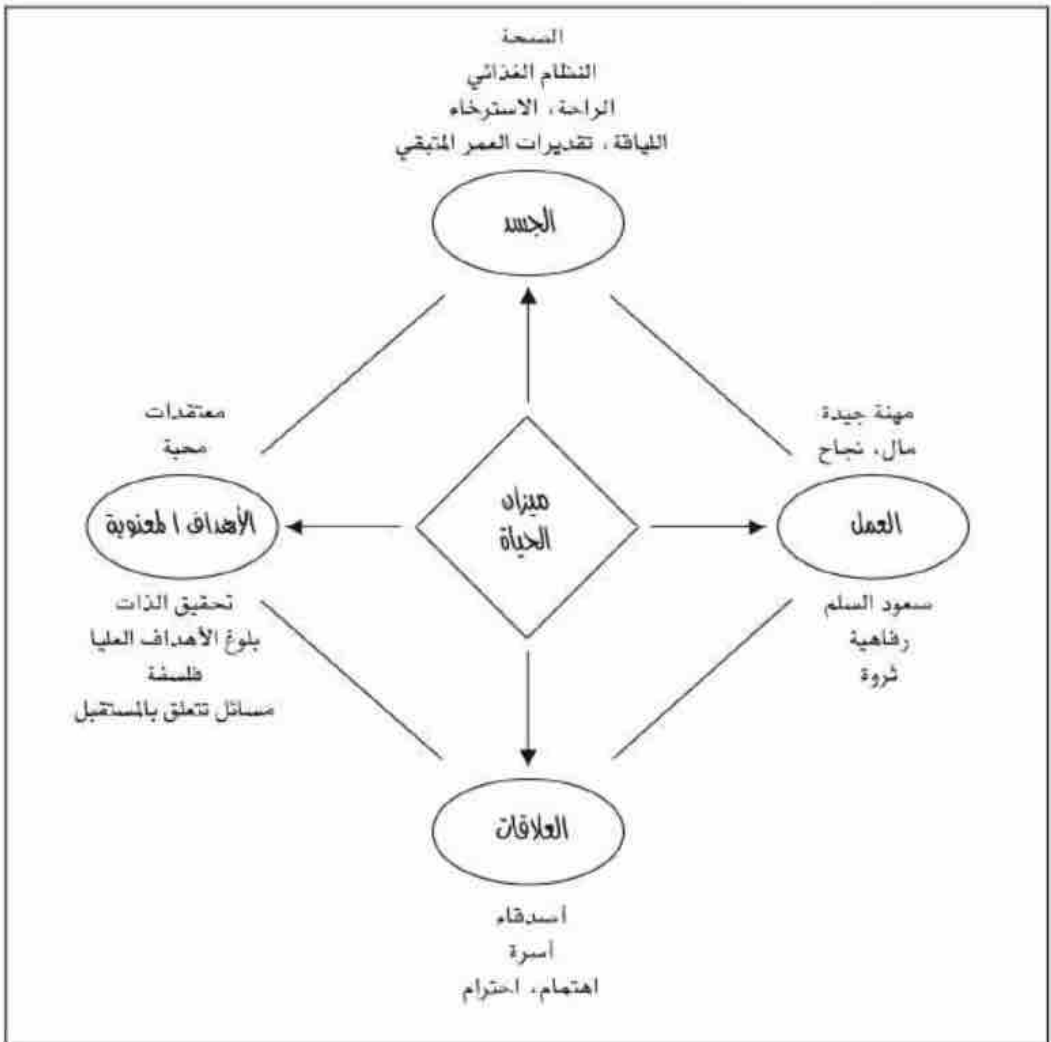 الصحة
النظام الغذائي
الراحة، الاسترخاء
اللياقة، تقديرات العمر المتبقي
الجسد
معتقدات
محبة
مهنة جيدة
مال، نجاح
ميزان
الحياة
الأهداف المعنوية
العمل
تحقيق الذات
بلوغ الأهداف العليا
فلسفة
مسائل تتعلق بالمستقبل
صعود السلم
رفاهية
ثروة
العلاقات
أصدقاء
أسرة
اهتمام، احترام